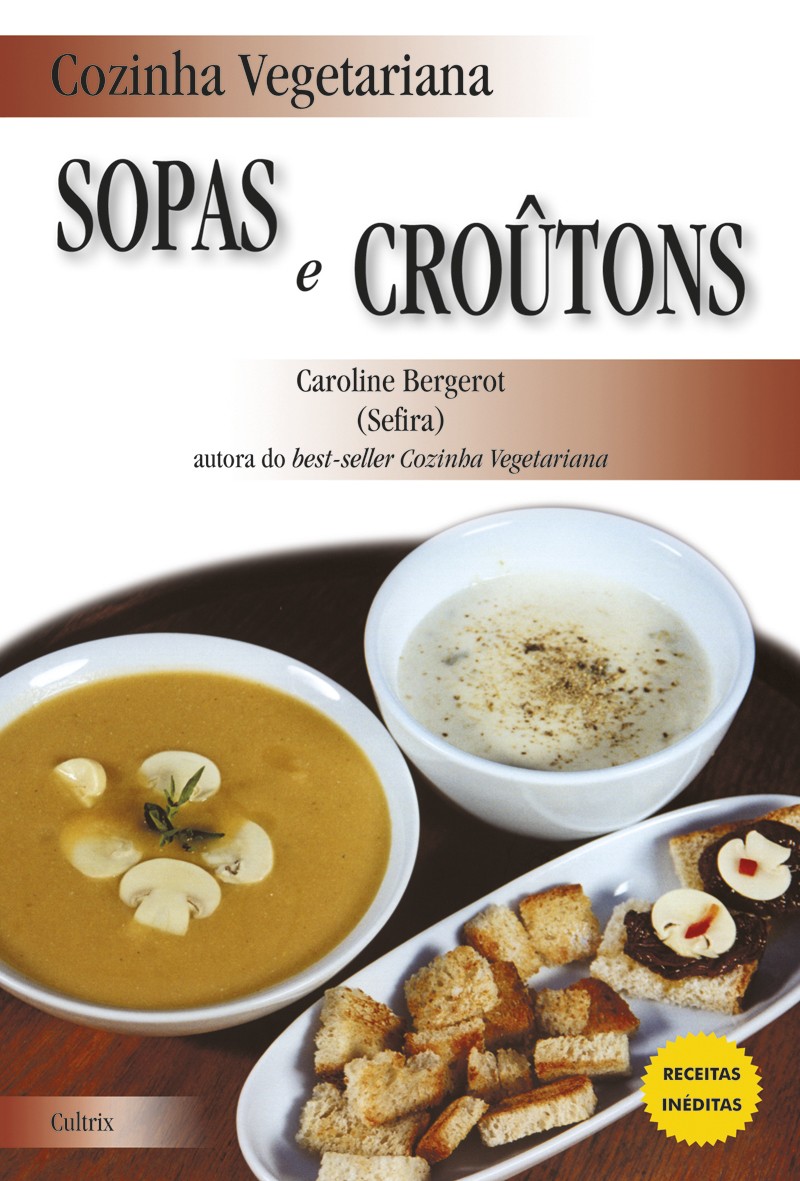 Cozinha Vegetariana
SOPAS
e CROÛTONS
Caroline Bergerot
(Sefira)
autora do best-seller Cozinha Vegetariana
RECEITAS
INÉDITAS
Cultrix